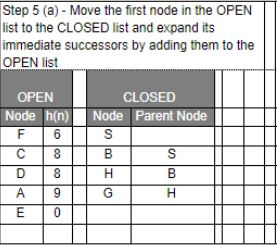 Step 5 (a) - Move the first node in the OPEN
list to the CLOSED list and expand its
immediate successors by adding them to the
OPEN list
OPEN CLOSED
Node h(n) Node Parent Node
F 6 S
C 8 B S
D 8 H B
A 9 G H
E 0